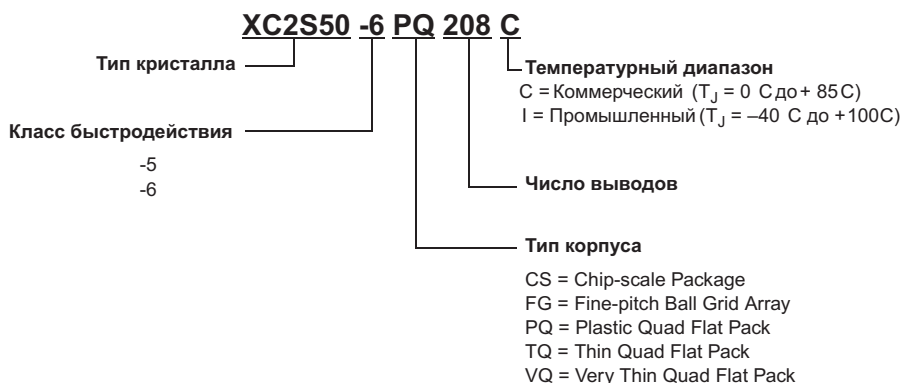 XC2S50 -6 PQ 208 C
Тип кристалла
Температурный диапазон
C = Коммерческий (TJ = 0 C до + 85 C)
I = Промышленный (TJ = –40 C до +100C)
Класс быстродействия
-5
-6
Число выводов
Тип корпуса
CS = Chip-scale Package
FG = Fine-pitch Ball Grid Array
PQ = Plastic Quad Flat Pack
TQ = Thin Quad Flat Pack
VQ = Very Thin Quad Flat Pack